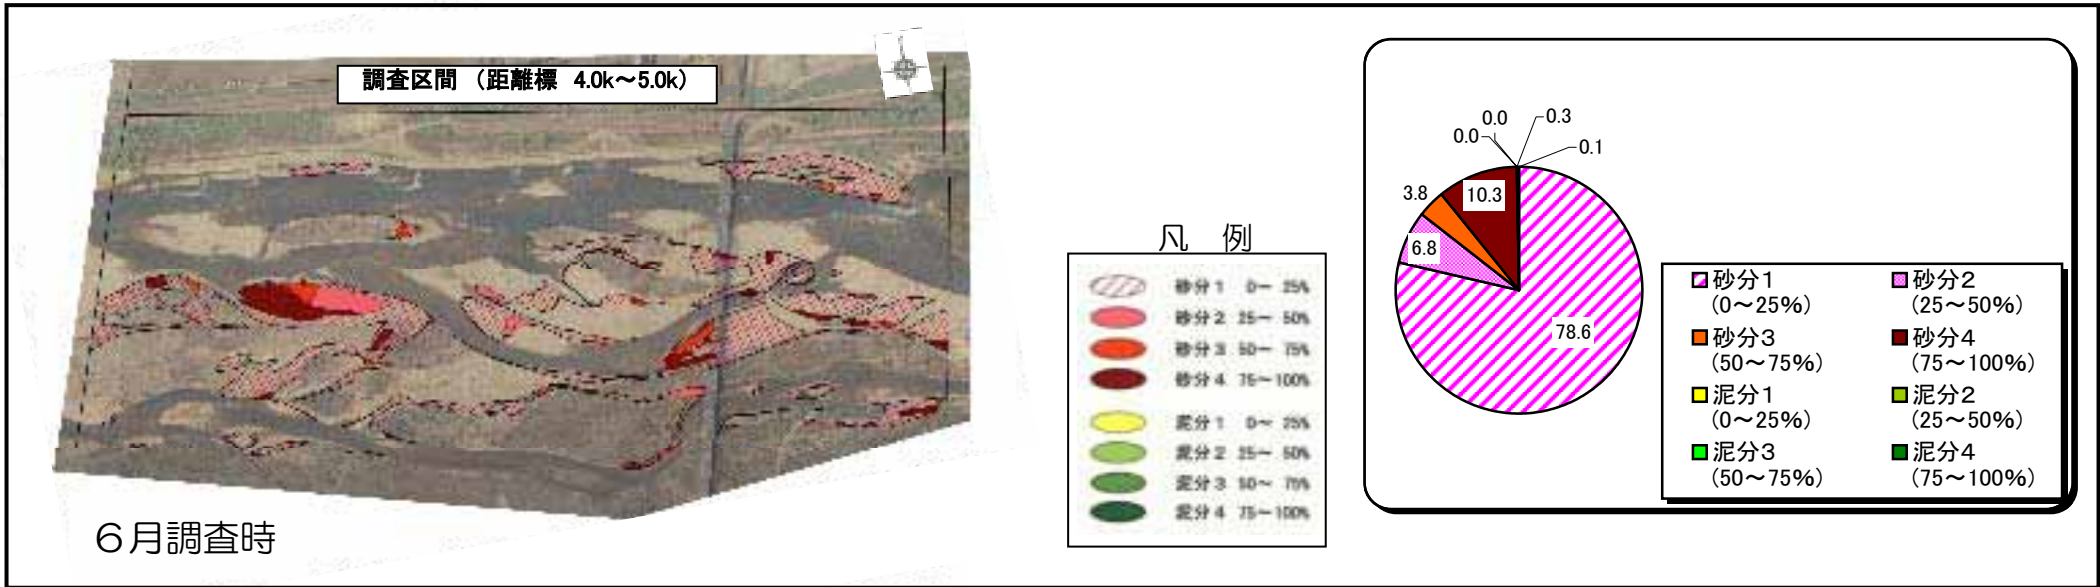 調査区間 (距離標 4.0k～5.0k)
６月調査時
凡 例
砂分１ 0～ 25%
砂分２ 25～ 50%
砂分３ 50～ 75%
砂分４ 75～100%
泥分１ 0～ 25%
泥分２ 25～ 50%
泥分３ 50～ 75%
泥分４ 75～100%
0.0
0.0
0.3
0.1
3.8
10.3
6.8
78.6
砂分1
(0～25%)
砂分2
(25～50%)
砂分3
(50～75%)
砂分4
(75～100%)
泥分1
(0～25%)
泥分2
(25～50%)
泥分3
(50～75%)
泥分4
(75～100%)